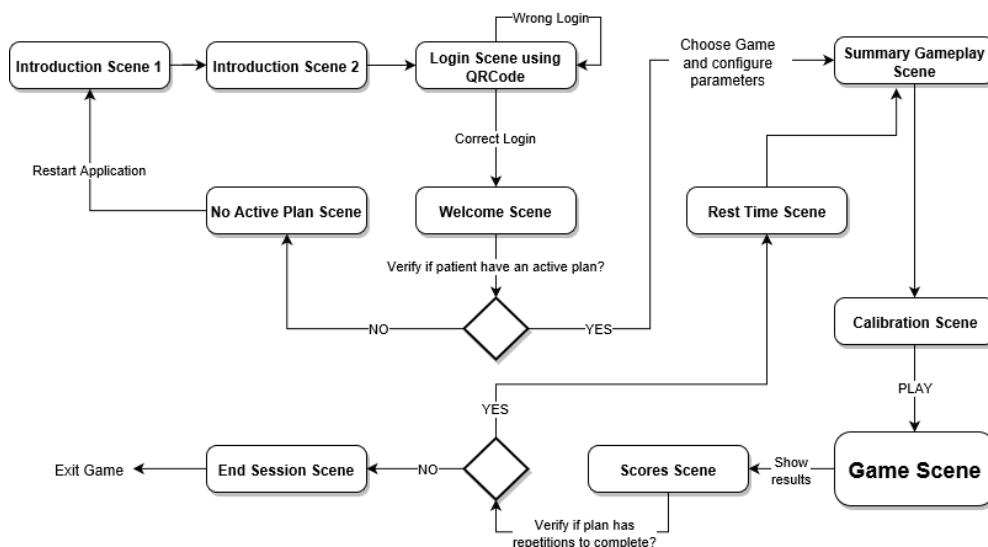 Wrong Login
Introduction Scene 1
Introduction Scene 2
Login Scene using
QRCode
Choose Game
and configure
parameters
Summary Gameplay
Scene
Correct Login
Restart Application
No Active Plan Scene
Welcome Scene
Rest Time Scene
Verify if patient have an active plan?
NO
YES
Calibration Scene
PLAY
YES
Exit Game
End Session Scene
NO
Scores Scene
Show
results
Game Scene
Verify if plan has
repetitions to complete?